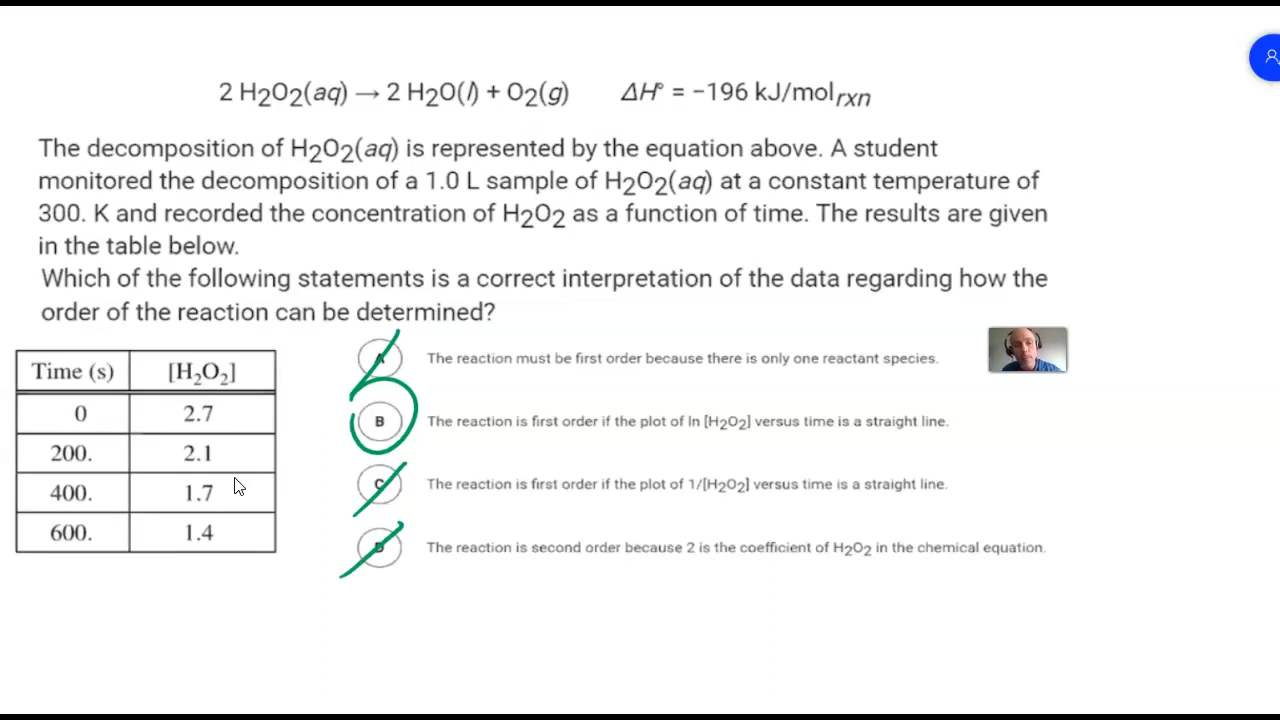 2 H₂O₂(aq) → 2 H₂O(l) + O₂(g) ΔH° = −196 kJ/molrxn
The decomposition of H₂O₂(aq) is represented by the equation above. A student
monitored the decomposition of a 1.0 L sample of H₂O₂(aq) at a constant temperature of
300. K and recorded the concentration of H₂O₂ as a function of time. The results are given
in the table below.
Which of the following statements is a correct interpretation of the data regarding how the
order of the reaction can be determined?
Time (s) [H₂O₂]
0 2.7
200. 2.1
400. 1.7
600. 1.4
A The reaction must be first order because there is only one reactant species.
B The reaction is first order if the plot of ln [H₂O₂] versus time is a straight line.
C The reaction is first order if the plot of 1/[H₂O₂] versus time is a straight line.
D The reaction is second order because 2 is the coefficient of H₂O₂ in the chemical equation.